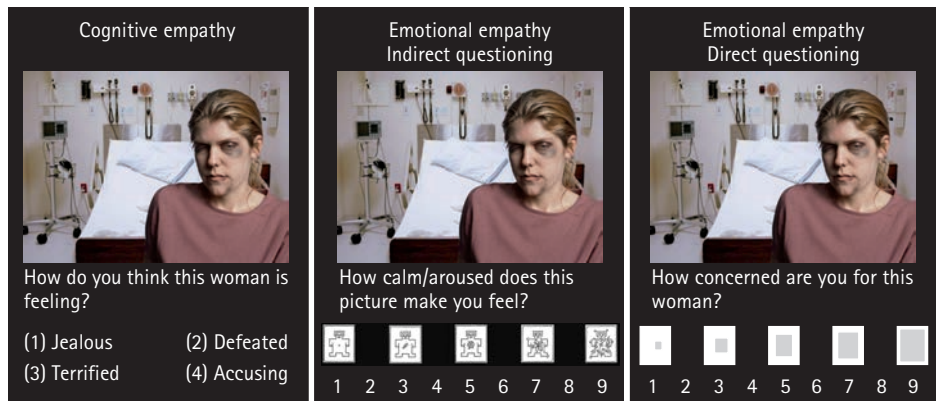 Cognitive empathy
How do you think this woman is
feeling?
(1) Jealous (2) Defeated
(3) Terrified (4) Accusing
Emotional empathy
Indirect questioning
How calm/aroused does this
picture make you feel?
1 2 3 4 5 6 7 8 9
Emotional empathy
Direct questioning
How concerned are you for this
woman?
1 2 3 4 5 6 7 8 9